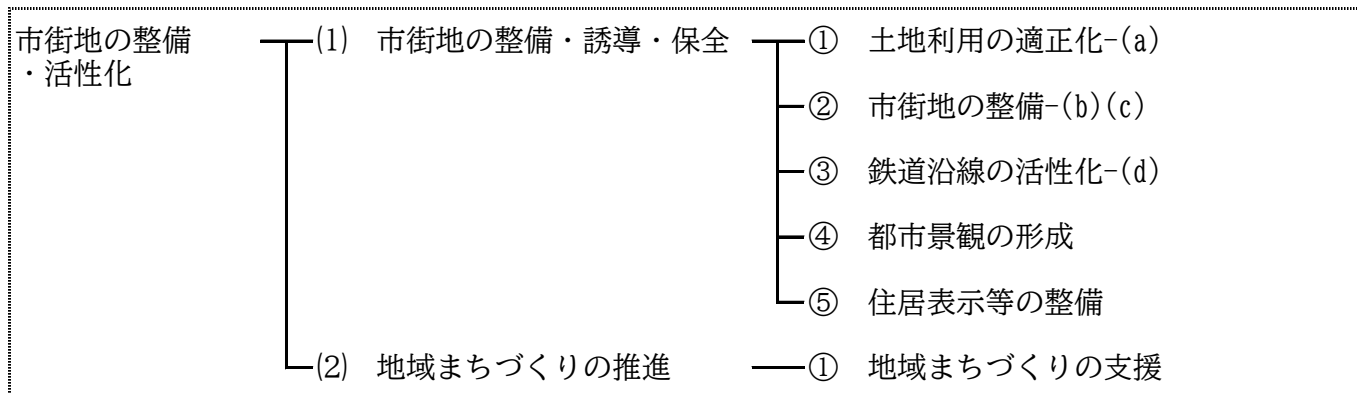 市街地の整備 (1) 市街地の整備・誘導・保全 ① 土地利用の適正化-(a)
・活性化
② 市街地の整備-(b)(c)
③ 鉄道沿線の活性化-(d)
④ 都市景観の形成
⑤ 住居表示等の整備
(2) 地域まちづくりの推進 ① 地域まちづくりの支援